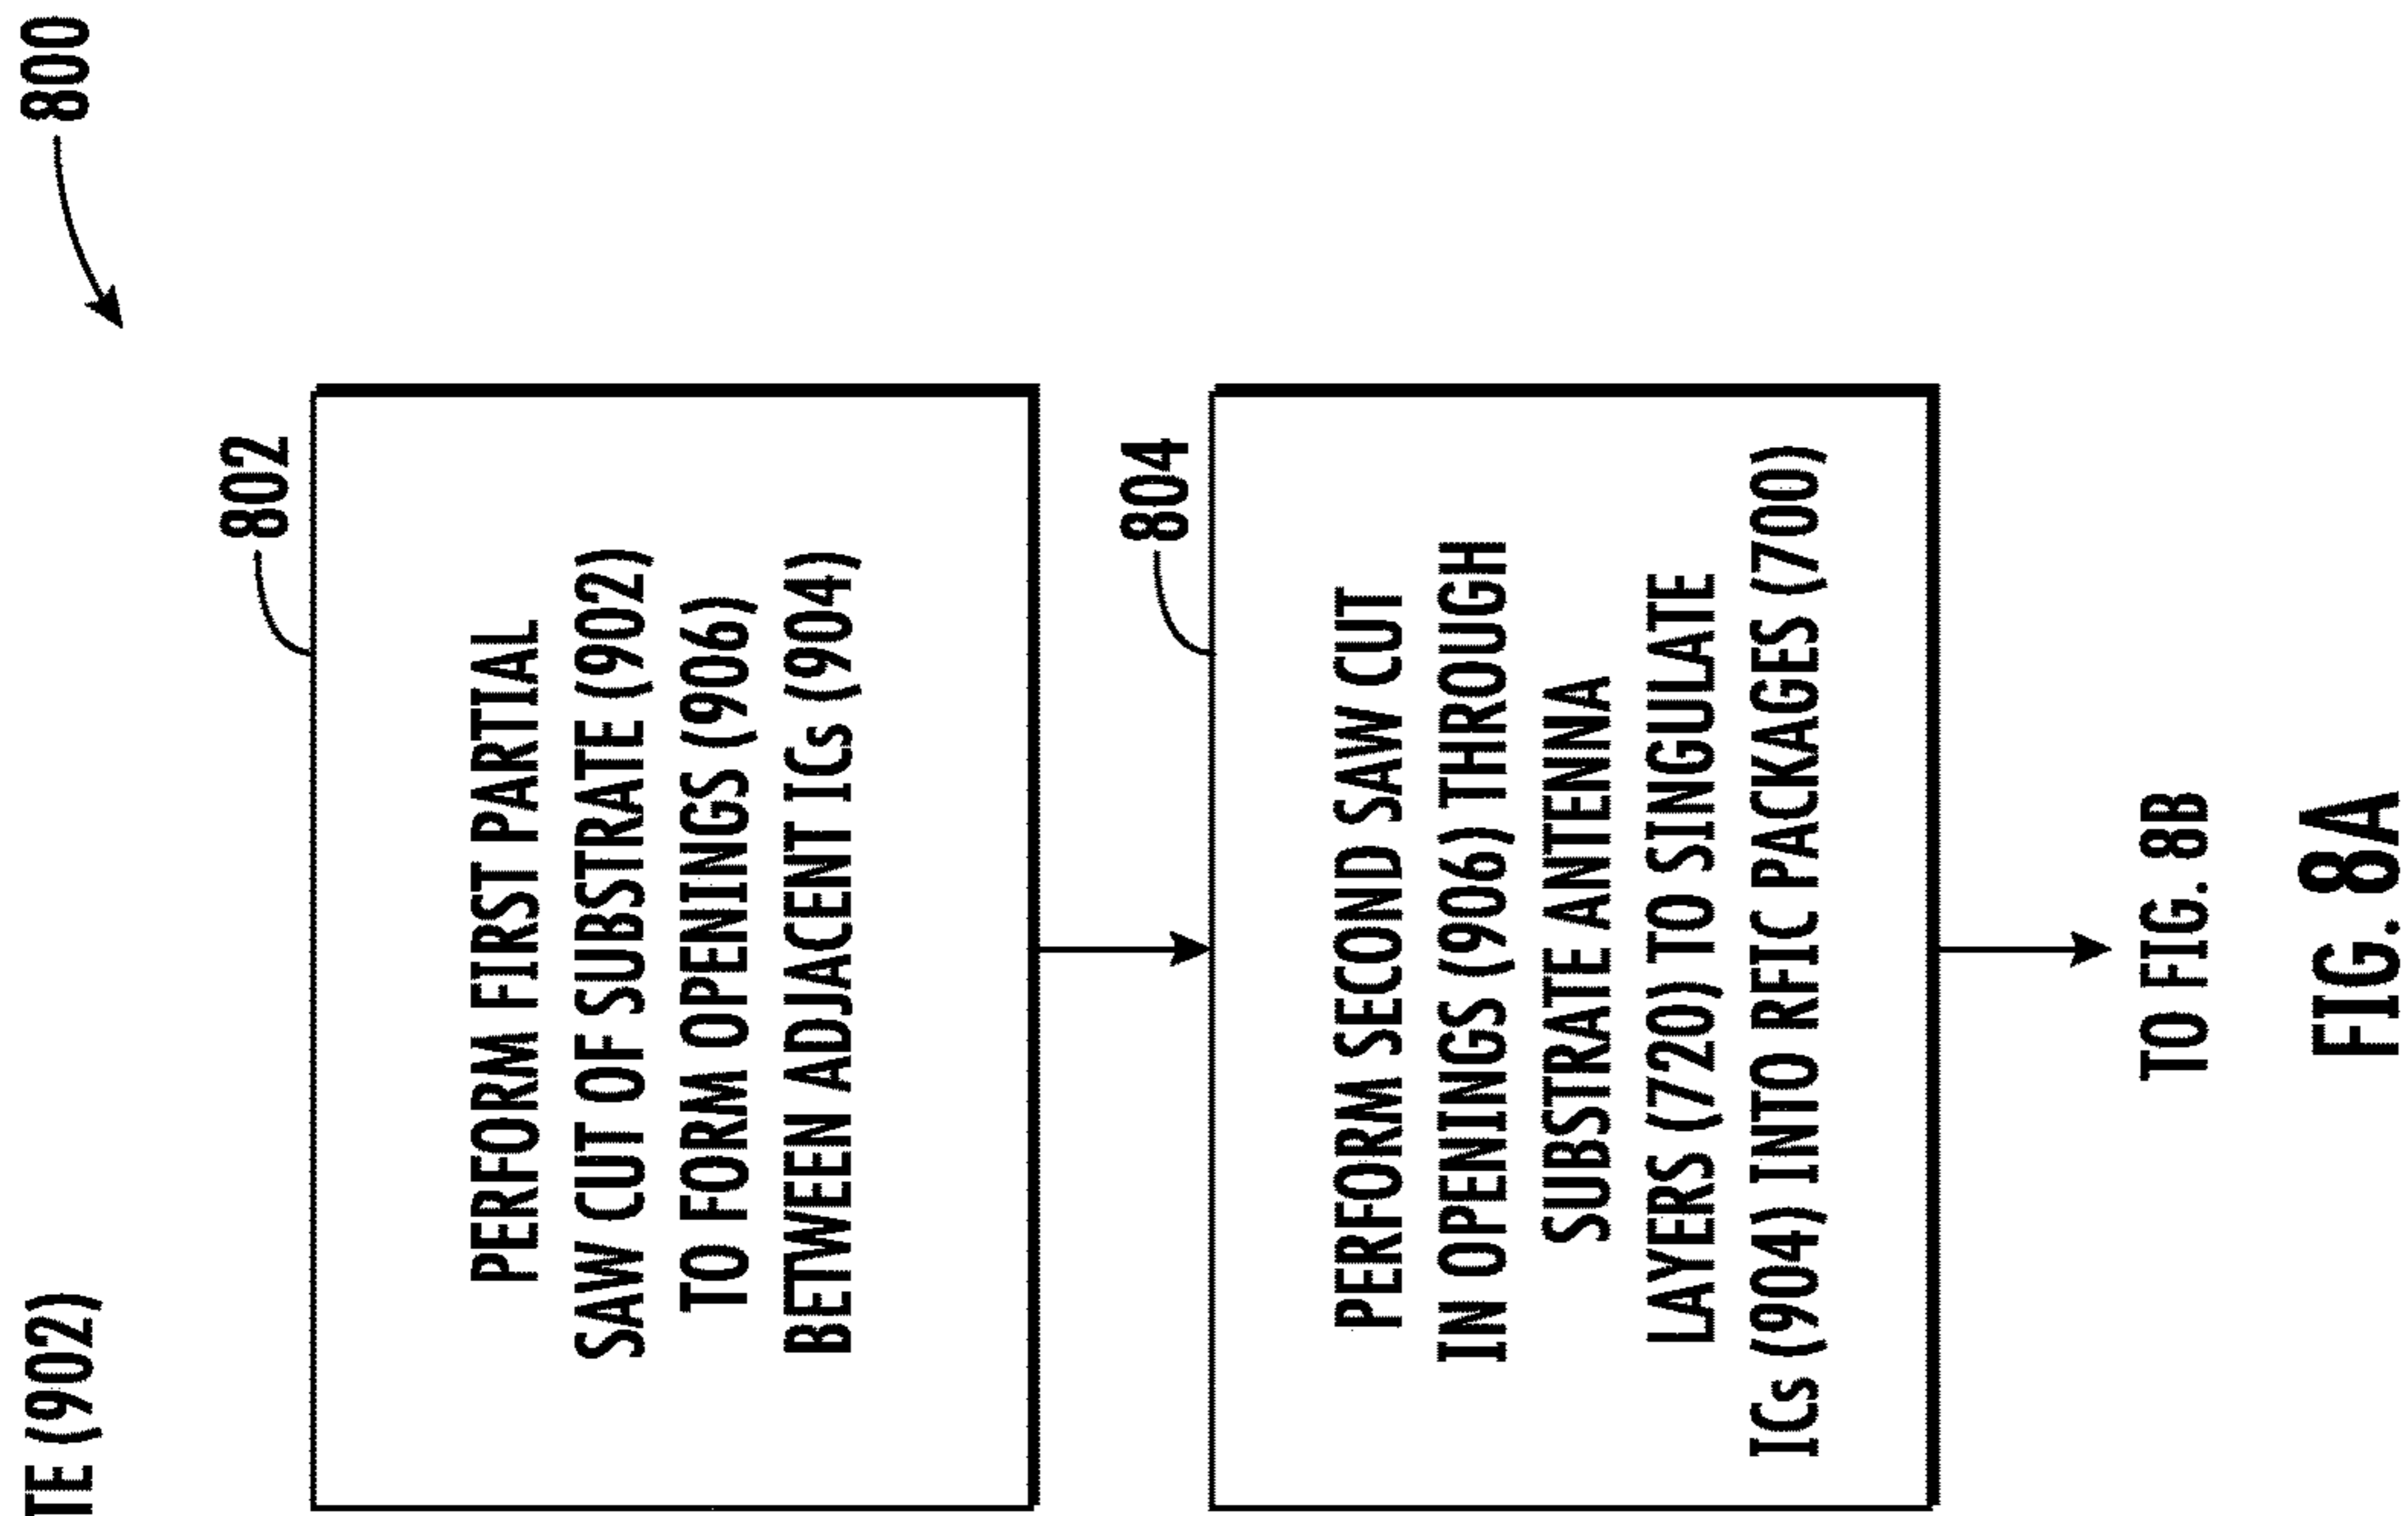 800
TE (902)
802
PERFORM FIRST PARTIAL
SAW CUT OF SUBSTRATE (902)
TO FORM OPENINGS (906)
BETWEEN ADJACENT ICs (904)
804
PERFORM SECOND SAW CUT
IN OPENINGS (906) THROUGH
SUBSTRATE ANTENNA
LAYERS (720) TO SINGULATE
ICs (904) INTO RFIC PACKAGES (700)
TO FIG. 8B
FIG. 8A